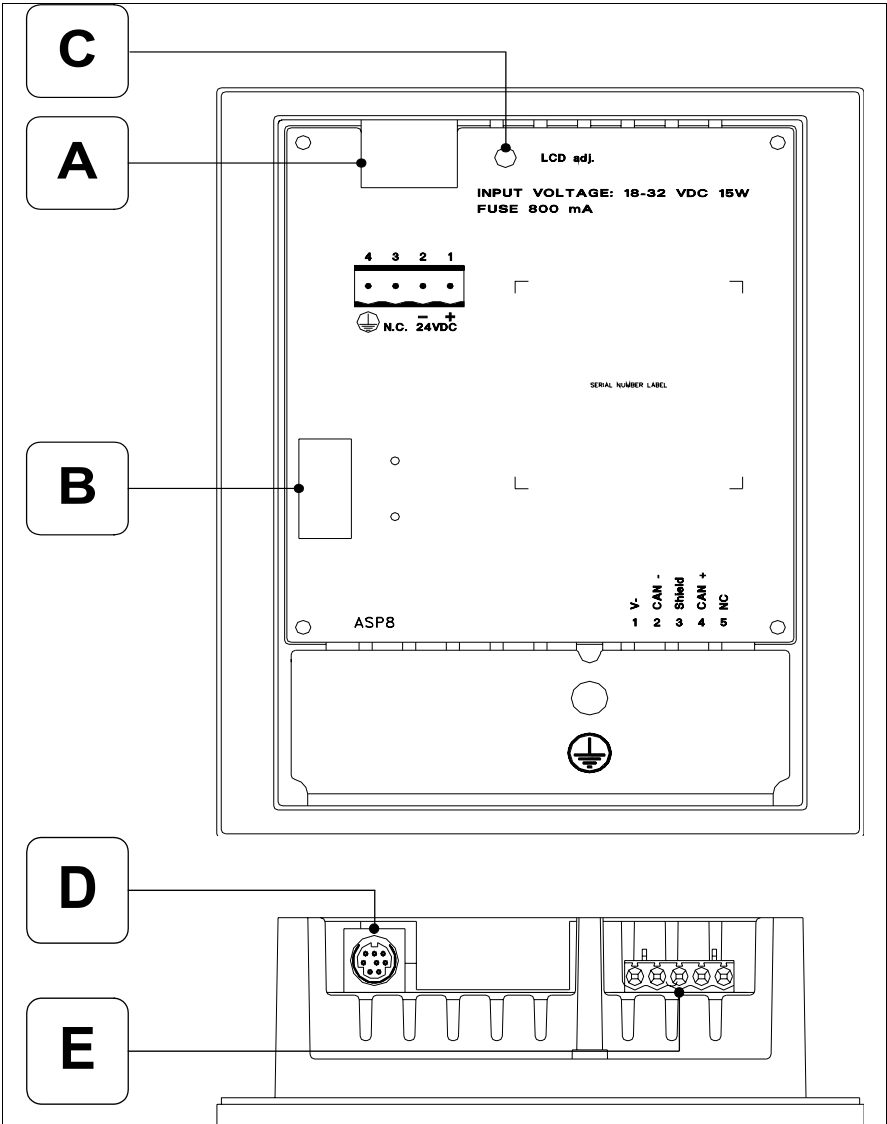 C
A
LCD adj.
INPUT VOLTAGE: 18-32 VDC 15W
FUSE 800 mA
4 3 2 1
- +
N.C. 24VDC
SERIAL NUMBER LABEL
B
V- CAN - Shield CAN + NC
1 2 3 4 5
ASP8
D
E